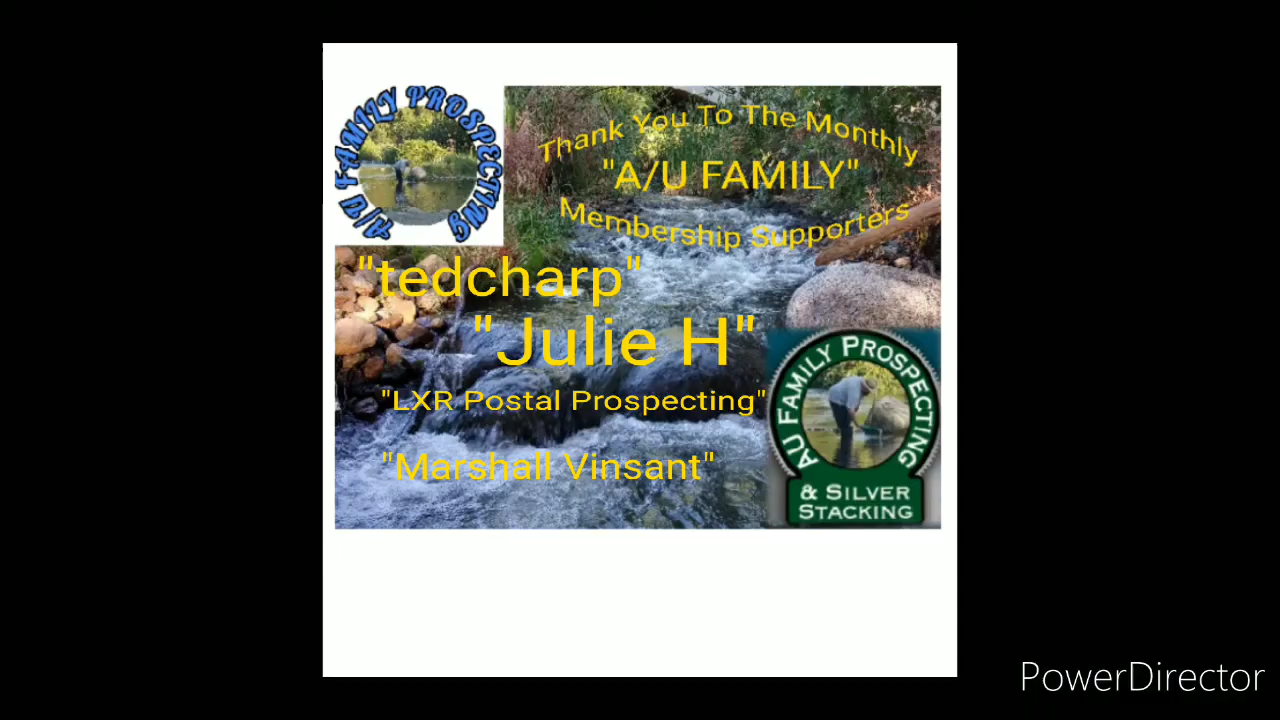 A/U FAMILY PROSPECTING
Thank You To The Monthly
"A/U FAMILY"
Membership Supporters
"tedcharp"
"Julie H"
"LXR Postal Prospecting"
"Marshall Vinsant"
AU FAMILY PROSPECTING
& SILVER
STACKING
PowerDirector